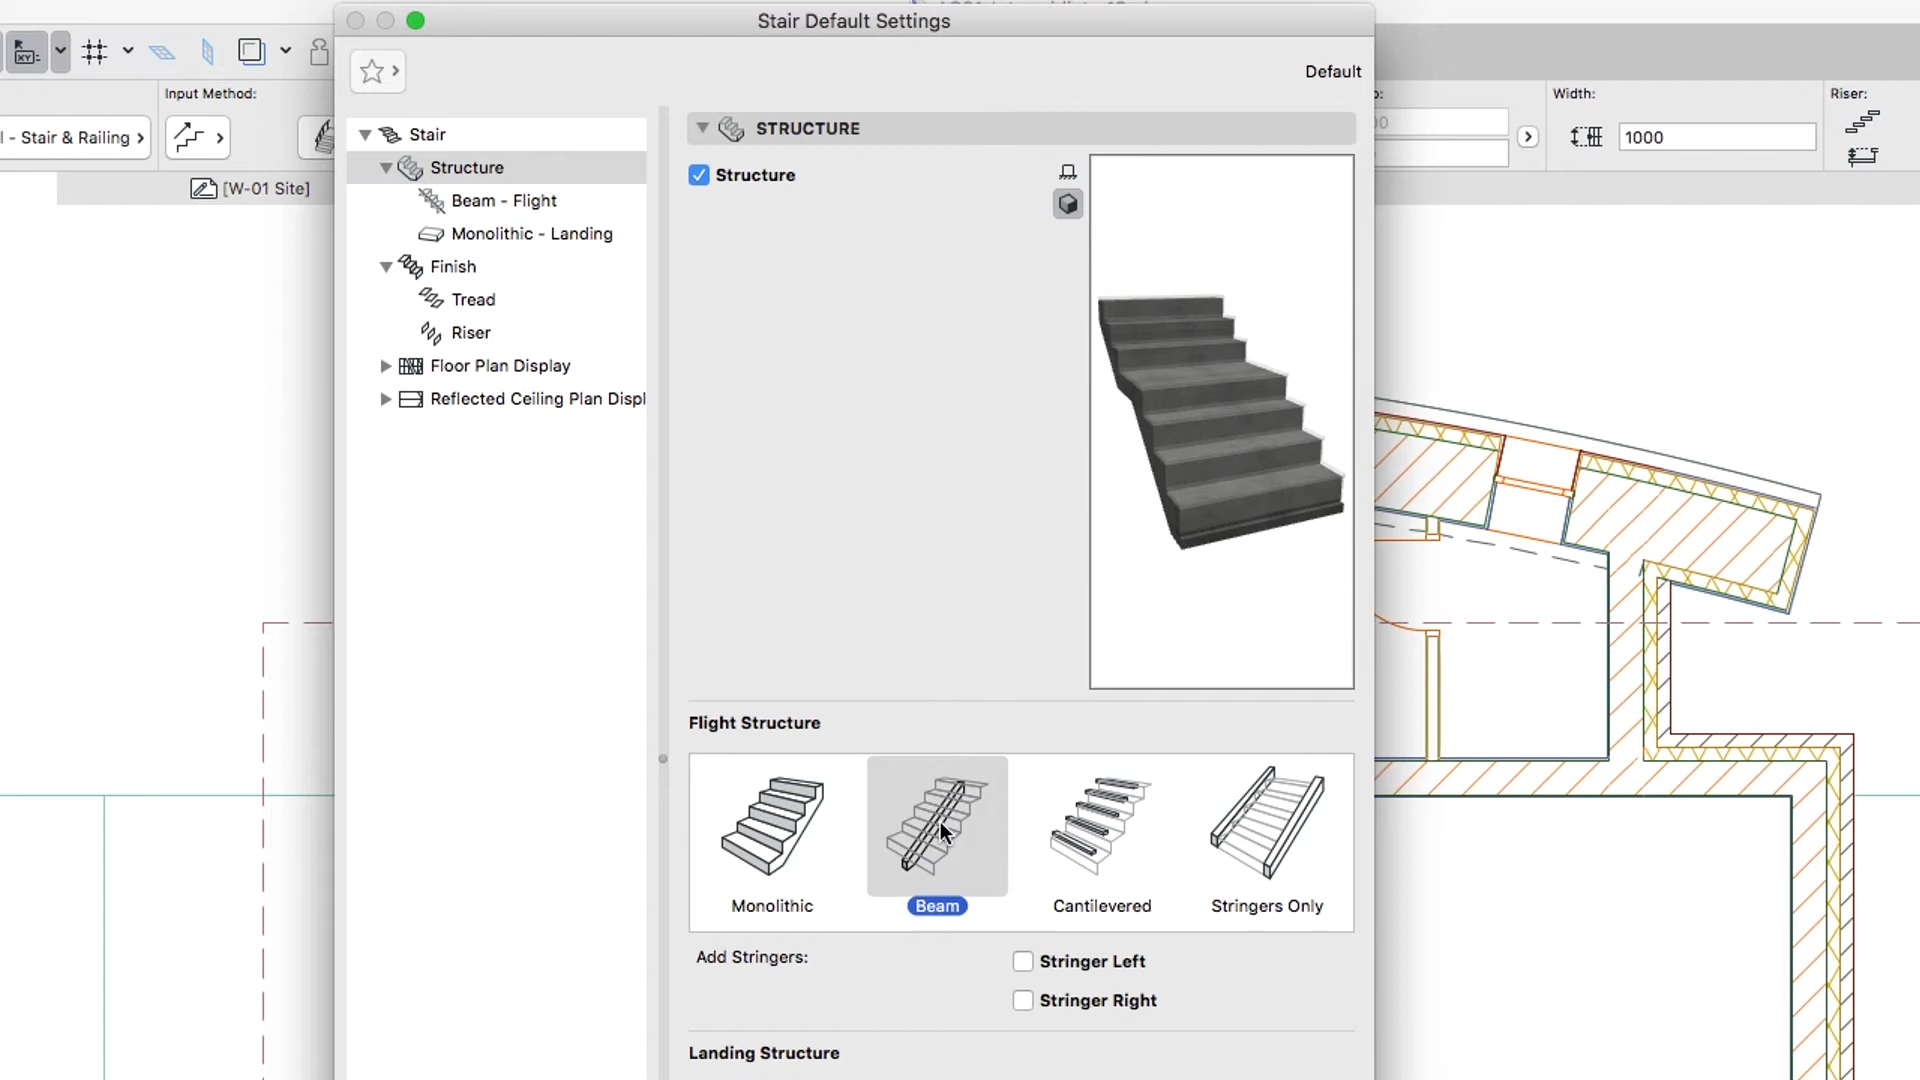 Stair Default Settings
Default
Input Method:
l - Stair & Railing
[W-01 Site]
Width:
1000
Riser:
Stair
Structure
Beam - Flight
Monolithic - Landing
Finish
Tread
Riser
Floor Plan Display
Reflected Ceiling Plan Displ
STRUCTURE
Structure
Flight Structure
Monolithic
Beam
Cantilevered
Stringers Only
Add Stringers:
Stringer Left
Stringer Right
Landing Structure